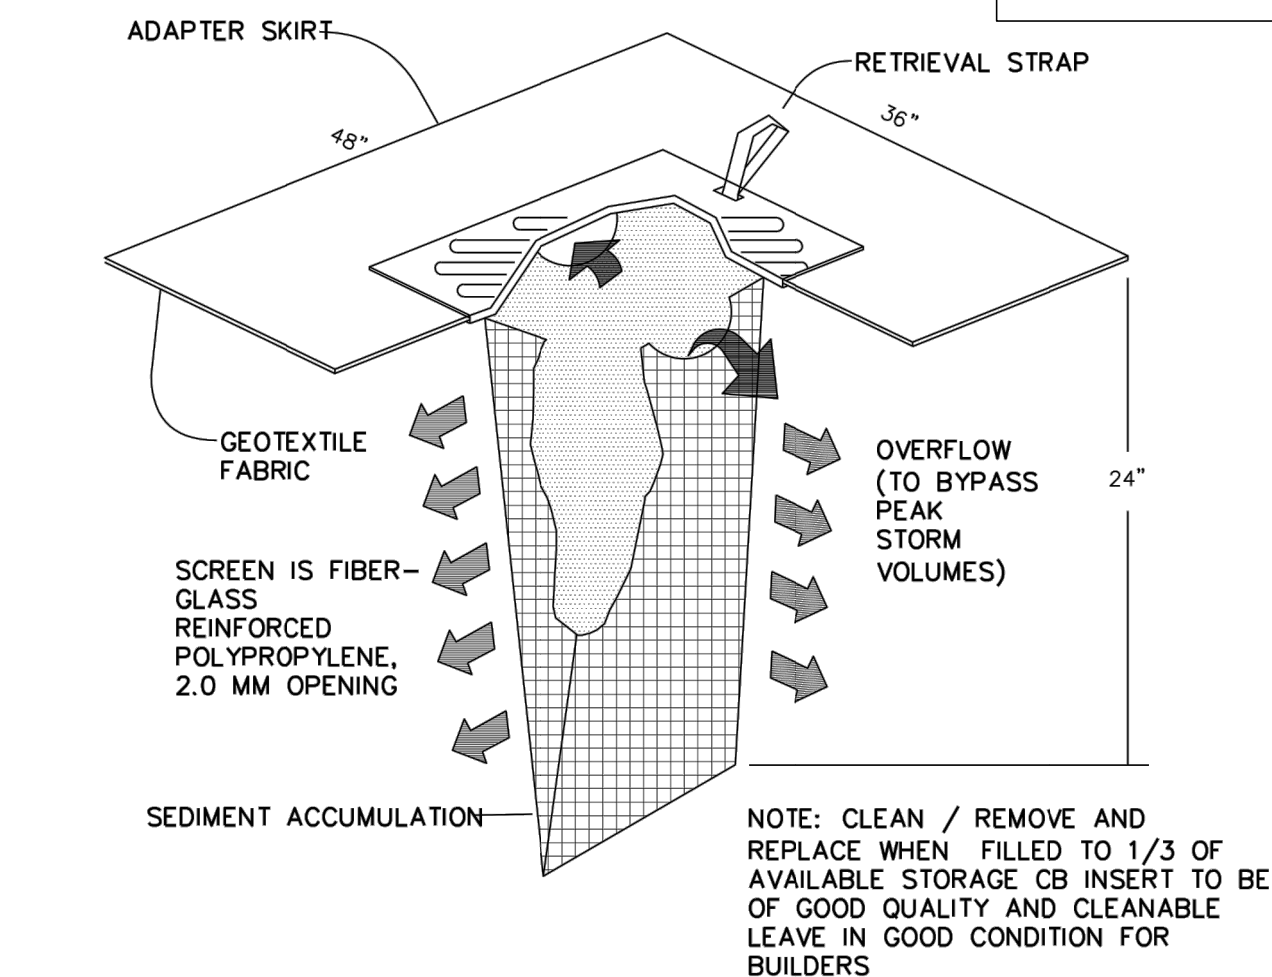 ADAPTER SKIRT
RETRIEVAL STRAP
48"
36"
GEOTEXTILE
FABRIC
OVERFLOW
(TO BYPASS
PEAK
STORM
VOLUMES)
24"
SCREEN IS FIBER-
GLASS
REINFORCED
POLYPROPYLENE,
2.0 MM OPENING
SEDIMENT ACCUMULATION
NOTE: CLEAN / REMOVE AND
REPLACE WHEN FILLED TO 1/3 OF
AVAILABLE STORAGE CB INSERT TO BE
OF GOOD QUALITY AND CLEANABLE
LEAVE IN GOOD CONDITION FOR
BUILDERS